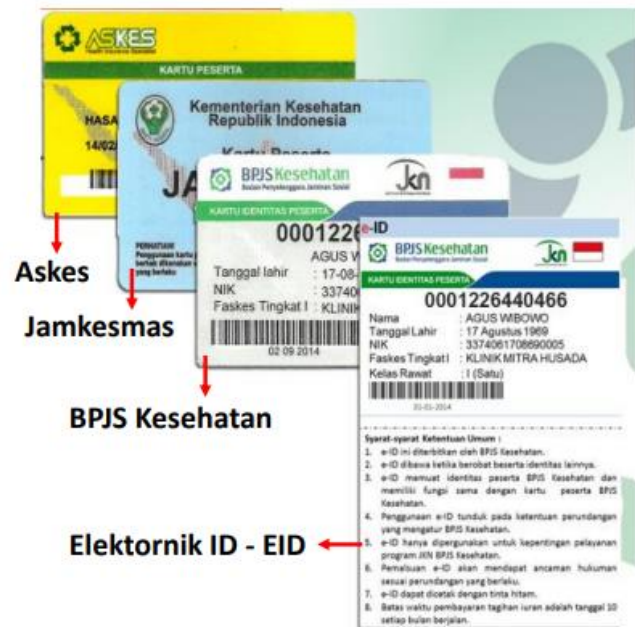 ASKES
Health Insurance Specialist
KARTU PESERTA
HASA
14/02/
Askes
Kementerian Kesehatan
Republik Indonesia
Kartu Peserta
JA
PERHATIAN
Jamkesmas
BPJS Kesehatan
Badan Penyelenggara Jaminan Sosial
jkn
KARTU IDENTITAS PESERTA
0001226
AGUS W
Tanggal lahir : 17-08-
NIK : 33740
Faskes Tingkat I : KLINIK
02 09 2014
BPJS Kesehatan
e-ID
BPJS Kesehatan
Badan Penyelenggara Jaminan Sosial
jkn
KARTU IDENTITAS PESERTA
0001226440466
Nama : AGUS WIBOWO
Tanggal Lahir : 17 Agustus 1969
NIK : 3374061708690005
Faskes Tingkat I : KLINIK MITRA HUSADA
Kelas Rawat : I (Satu)
01-01-2014
Syarat-syarat Ketentuan Umum :
1. e-ID ini diterbitkan oleh BPJS Kesehatan.
2. e-ID dibawa ketika berobat beserta identitas lainnya.
3. e-ID memuat identitas peserta BPJS Kesehatan dan
memiliki fungsi sama dengan kartu peserta BPJS
Kesehatan.
4. Penggunaan e-ID tunduk pada ketentuan perundangan
yang mengatur BPJS Kesehatan.
5. e-ID hanya dipergunakan untuk kepentingan pelayanan
program JKN BPJS Kesehatan.
6. Pemalsuan e-ID akan mendapat ancaman hukuman
sesuai perundangan yang berlaku.
7. e-ID dapat dicetak dengan tinta hitam.
8. Batas waktu pembayaran tagihan iuran adalah tanggal 10
setiap bulan berjalan.
Elektornik ID - EID